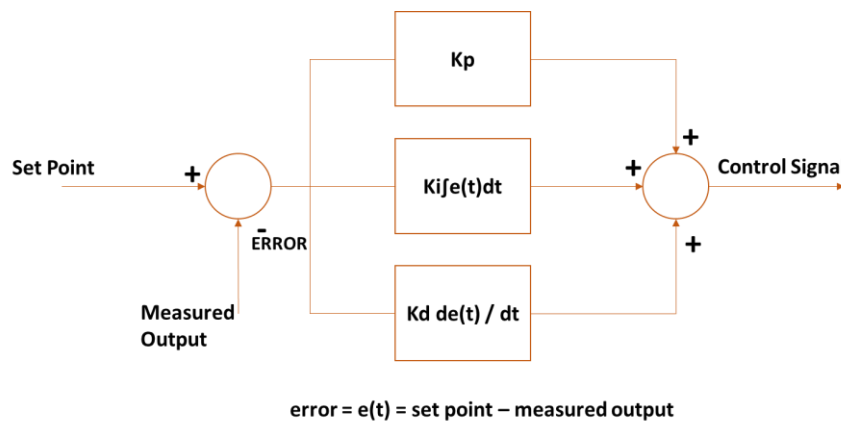 Kp
+
Set Point
+
+
Ki∫e(t)dt
Control Signa
-
ERROR
+
Measured
Output
Kd de(t) / dt
error = e(t) = set point – measured output